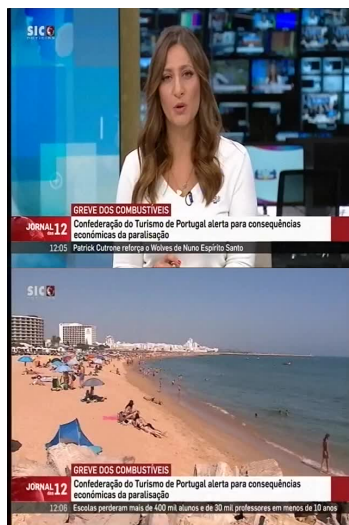 SIC
NOTÍCIAS
GREVE DOS COMBUSTÍVEIS
JORNAL das 12
Confederação do Turismo de Portugal alerta para consequências
económicas da paralisação
12:05 Patrick Cutrone reforça o Wolves de Nuno Espírito Santo
SIC
NOTÍCIAS
GREVE DOS COMBUSTÍVEIS
JORNAL das 12
Confederação do Turismo de Portugal alerta para consequências
económicas da paralisação
12:06 Escolas perderam mais de 400 mil alunos e de 30 mil professores em menos de 10 anos